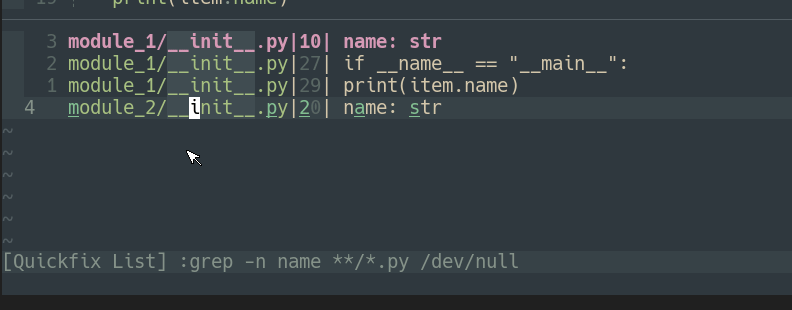 print(item.name)
3 module_1/__init__.py|10| name: str
2 module_1/__init__.py|27| if __name__ == "__main__":
1 module_1/__init__.py|29| print(item.name)
4 module_2/__init__.py|20| name: str
~
~
~
~
~
~
[Quickfix List] :grep -n name **/*.py /dev/null